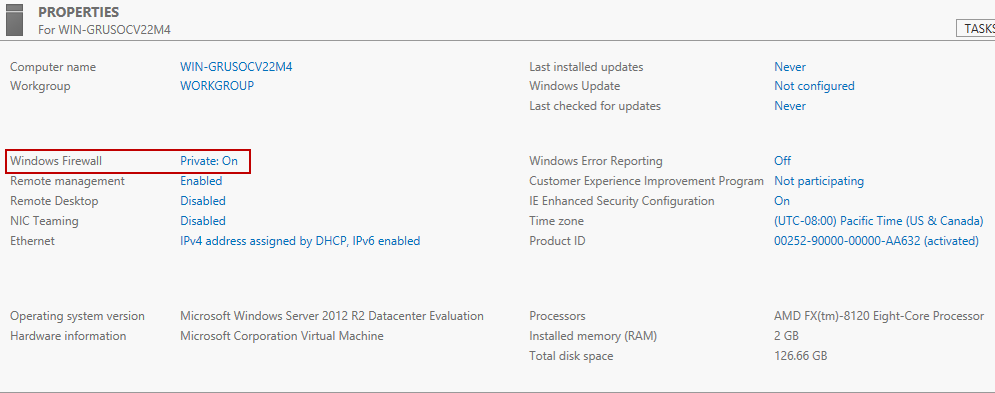 PROPERTIES
For WIN-GRUSOCV22M4
TASKS
Computer name WIN-GRUSOCV22M4 Last installed updates Never
Workgroup WORKGROUP Windows Update Not configured
Last checked for updates Never
Windows Firewall Private: On Windows Error Reporting Off
Remote management Enabled Customer Experience Improvement Program Not participating
Remote Desktop Disabled IE Enhanced Security Configuration On
NIC Teaming Disabled Time zone (UTC-08:00) Pacific Time (US & Canada)
Ethernet IPv4 address assigned by DHCP, IPv6 enabled Product ID 00252-90000-00000-AA632 (activated)
Operating system version Microsoft Windows Server 2012 R2 Datacenter Evaluation Processors AMD FX(tm)-8120 Eight-Core Processor
Hardware information Microsoft Corporation Virtual Machine Installed memory (RAM) 2 GB
Total disk space 126.66 GB